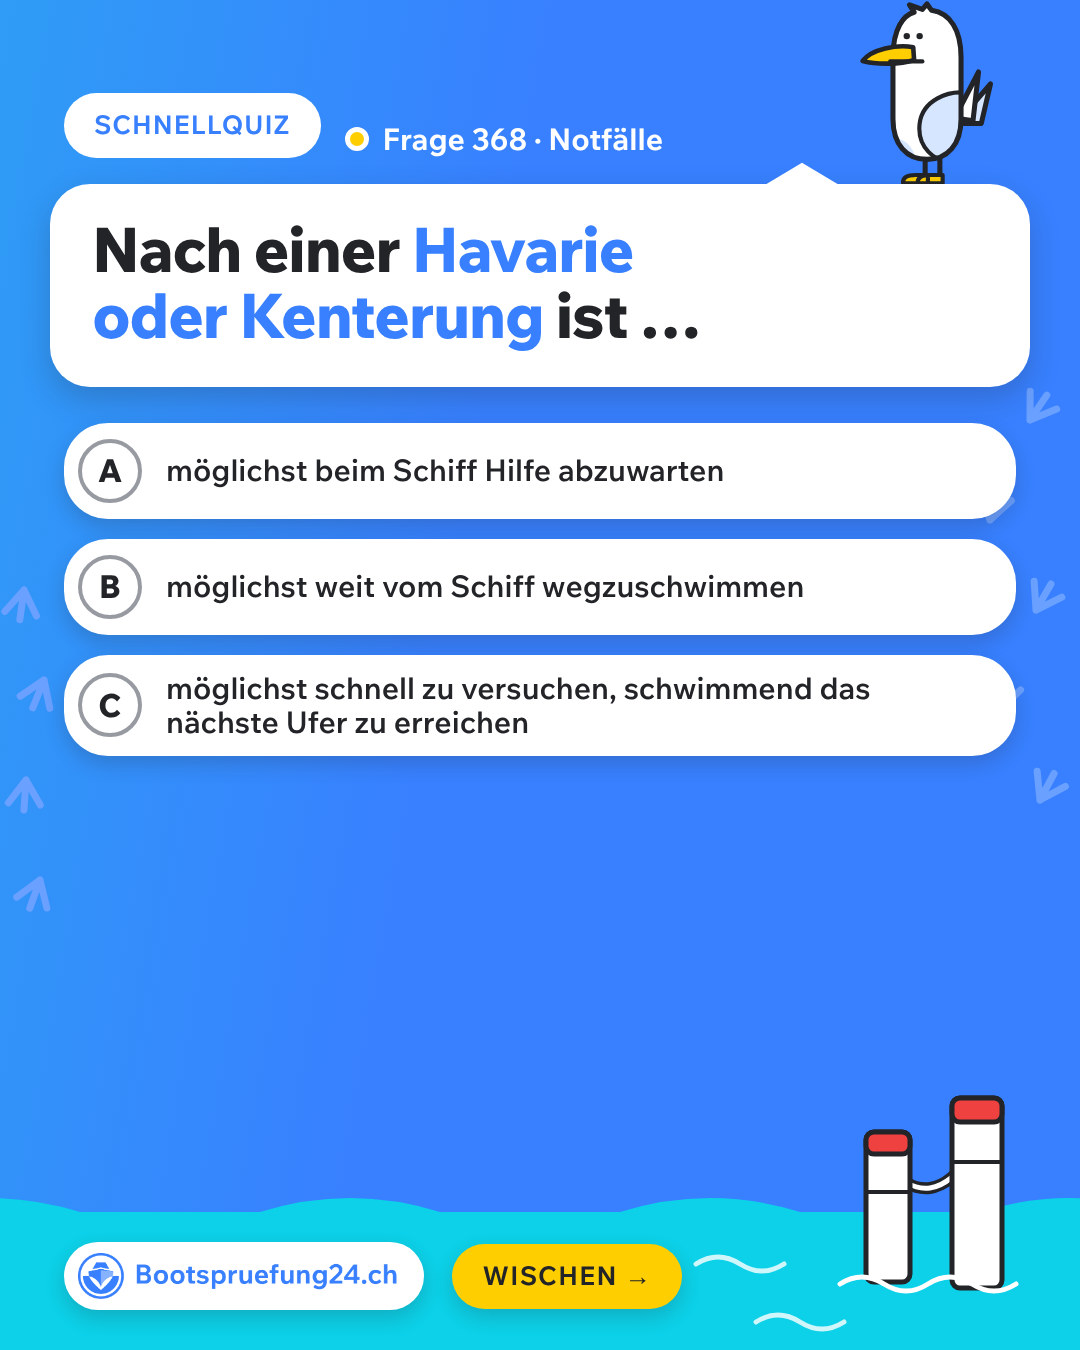 SCHNELLQUIZ
Frage 368 · Notfälle
Nach einer Havarie
oder Kenterung ist ...
A möglichst beim Schiff Hilfe abzuwarten
B möglichst weit vom Schiff wegzuschwimmen
C möglichst schnell zu versuchen, schwimmend das
nächste Ufer zu erreichen
Bootspruefung24.ch
WISCHEN →